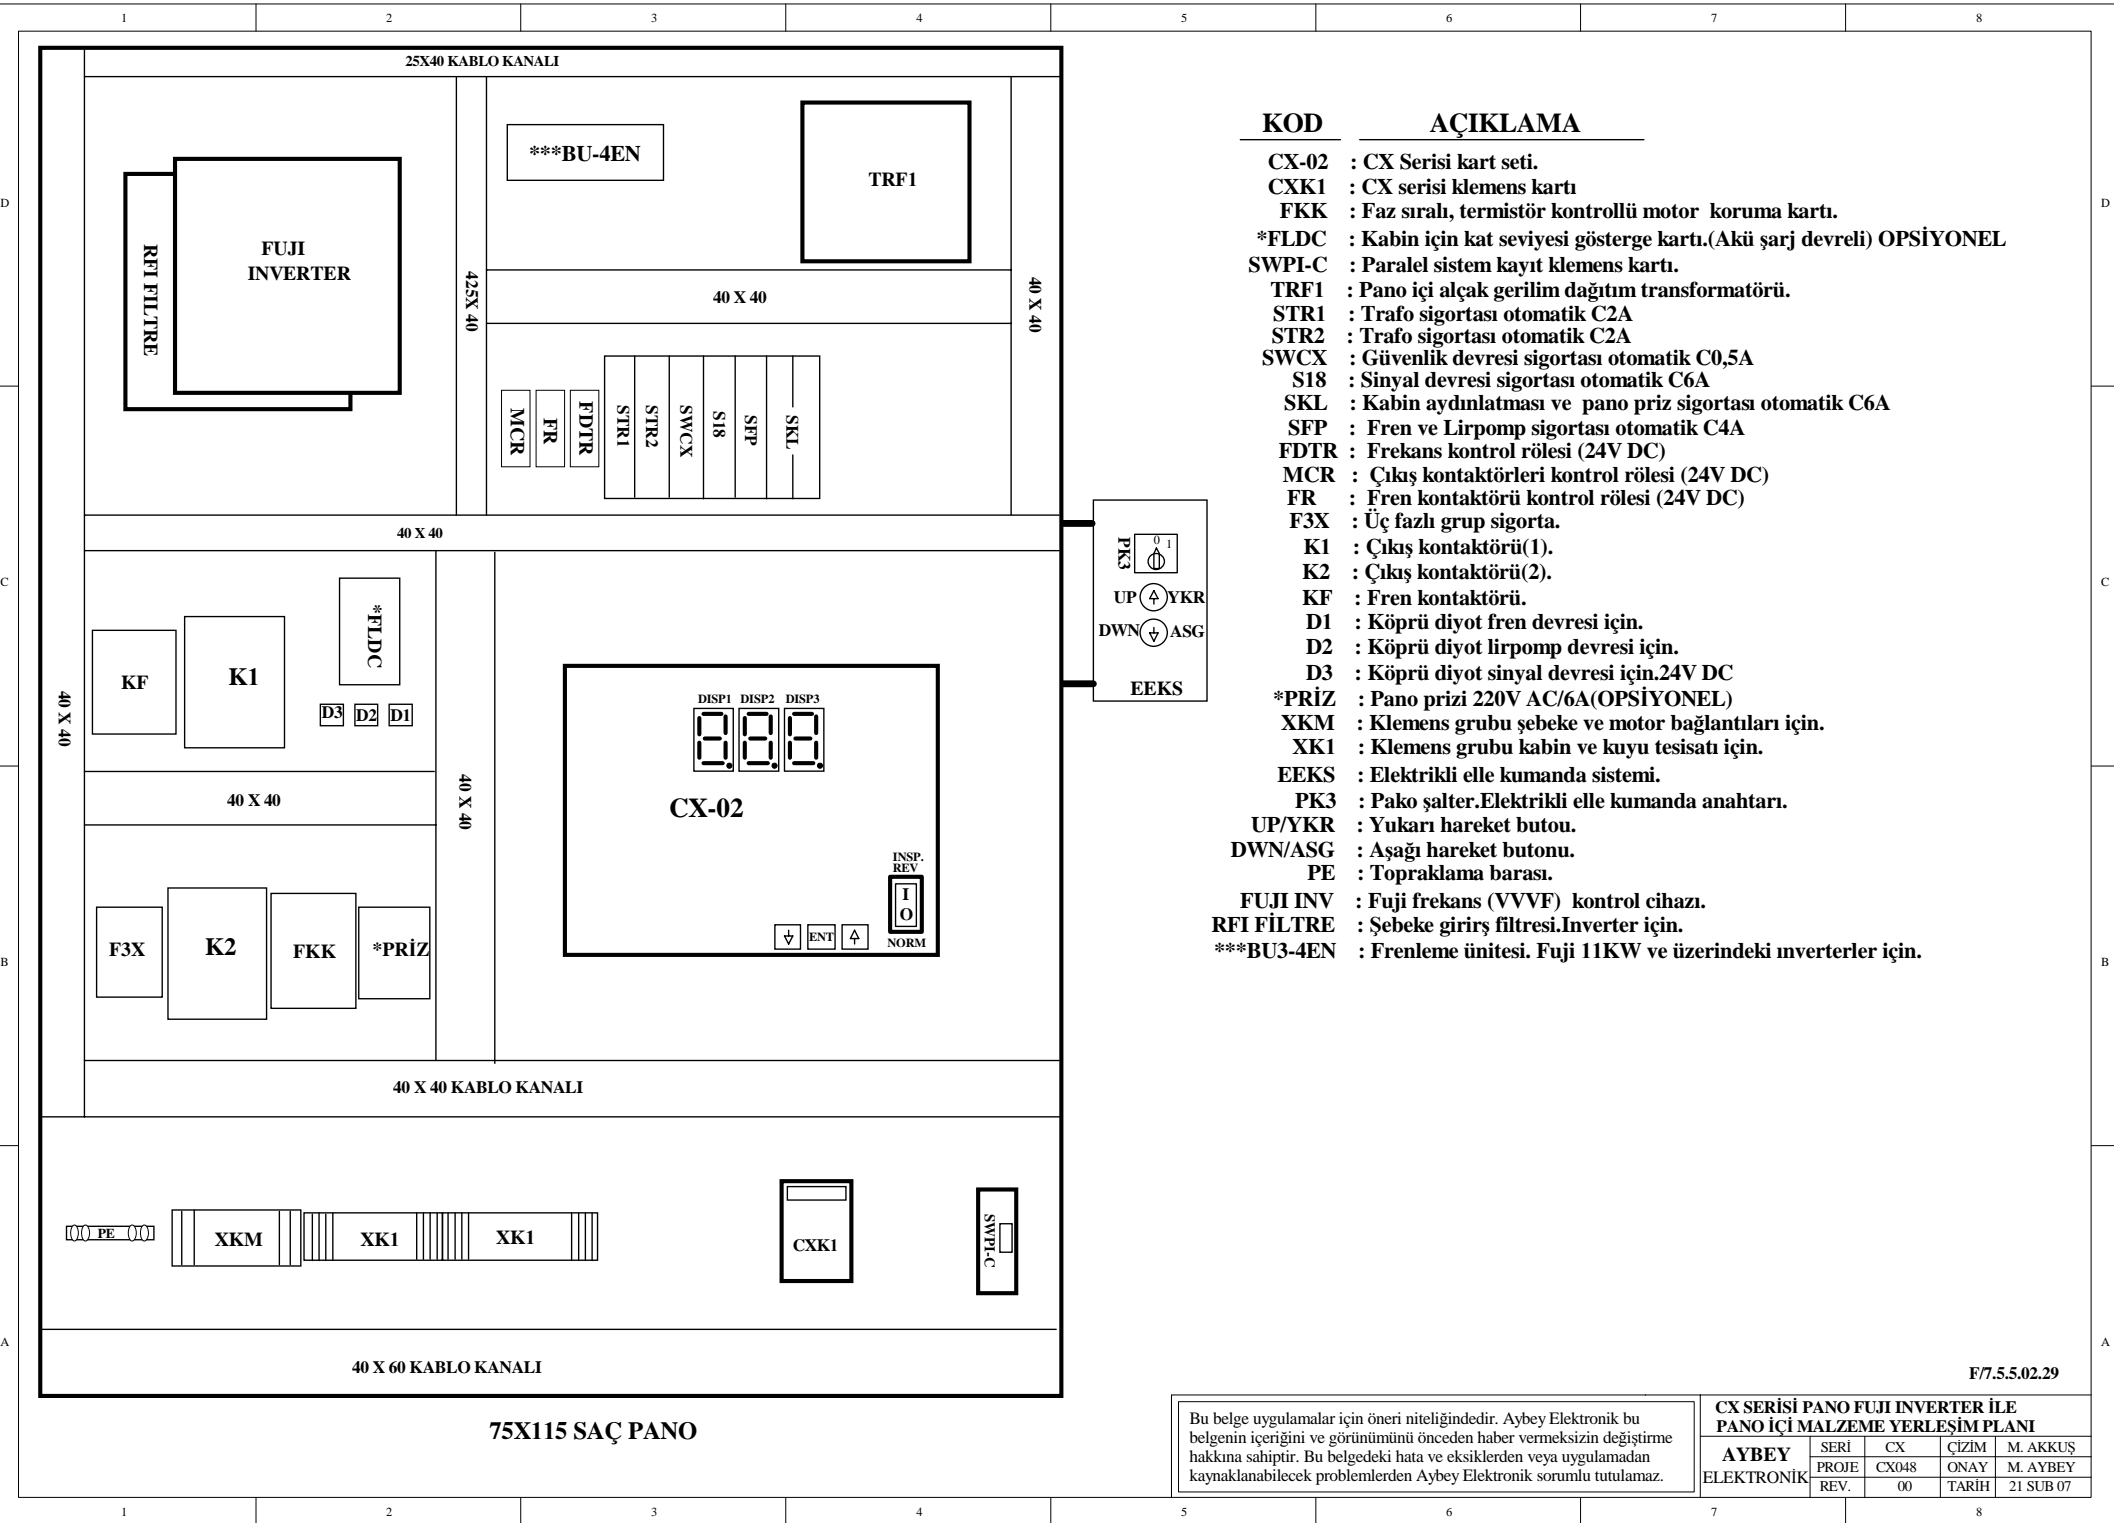 1 2 3 4 5 6 7 8
D
C
B
A
25X40 KABLO KANALI
***BU-4EN
TRF1
FUJI
INVERTER
RFI FILTRE
425X 40
40 X 40
40 X 40
MCR
FR
FDTR
STR1
STR2
SWCX
S18
SFP
SKL
40 X 40
40 X 40
*FLDC
KF
K1
D3 D2 D1
40 X 40
40 X 40
F3X
K2
FKK
*PRİZ
DISP1 DISP2 DISP3
CX-02
INSP.
REV
I
O
NORM
ENT
40 X 40 KABLO KANALI
PE
XKM
XK1
XK1
CXK1
SWPI-C
40 X 60 KABLO KANALI
75X115 SAÇ PANO
PK3
0 1
UP YKR
DWN ASG
EEKS
KOD AÇIKLAMA
CX-02 : CX Serisi kart seti.
CXK1 : CX serisi klemens kartı
FKK : Faz sıralı, termistör kontrollü motor koruma kartı.
*FLDC : Kabin için kat seviyesi gösterge kartı.(Akü şarj devreli) OPSİYONEL
SWPI-C : Paralel sistem kayıt klemens kartı.
TRF1 : Pano içi alçak gerilim dağıtım transformatörü.
STR1 : Trafo sigortası otomatik C2A
STR2 : Trafo sigortası otomatik C2A
SWCX : Güvenlik devresi sigortası otomatik C0,5A
S18 : Sinyal devresi sigortası otomatik C6A
SKL : Kabin aydınlatması ve pano priz sigortası otomatik C6A
SFP : Fren ve Lirpomp sigortası otomatik C4A
FDTR : Frekans kontrol rölesi (24V DC)
MCR : Çıkış kontaktörleri kontrol rölesi (24V DC)
FR : Fren kontaktörü kontrol rölesi (24V DC)
F3X : Üç fazlı grup sigorta.
K1 : Çıkış kontaktörü(1).
K2 : Çıkış kontaktörü(2).
KF : Fren kontaktörü.
D1 : Köprü diyot fren devresi için.
D2 : Köprü diyot lirpomp devresi için.
D3 : Köprü diyot sinyal devresi için.24V DC
*PRİZ : Pano prizi 220V AC/6A(OPSİYONEL)
XKM : Klemens grubu şebeke ve motor bağlantıları için.
XK1 : Klemens grubu kabin ve kuyu tesisatı için.
EEKS : Elektrikli elle kumanda sistemi.
PK3 : Pako şalter.Elektrikli elle kumanda anahtarı.
UP/YKR : Yukarı hareket butou.
DWN/ASG : Aşağı hareket butonu.
PE : Topraklama barası.
FUJI INV : Fuji frekans (VVVF) kontrol cihazı.
RFI FİLTRE : Şebeke girirş filtresi.Inverter için.
***BU3-4EN : Frenleme ünitesi. Fuji 11KW ve üzerindeki ınverterler için.
F/7.5.5.02.29
Bu belge uygulamalar için öneri niteliğindedir. Aybey Elektronik bu
belgenin içeriğini ve görünümünü önceden haber vermeksizin değiştirme
hakkına sahiptir. Bu belgedeki hata ve eksiklerden veya uygulamadan
kaynaklanabilecek problemlerden Aybey Elektronik sorumlu tutulamaz.
CX SERİSİ PANO FUJI INVERTER İLE
PANO İÇİ MALZEME YERLEŞİM PLANI
AYBEY
ELEKTRONİK
SERİ CX ÇİZİM M. AKKUŞ
PROJE CX048 ONAY M. AYBEY
REV. 00 TARİH 21 SUB 07
D
C
B
A
1 2 3 4 5 6 7 8